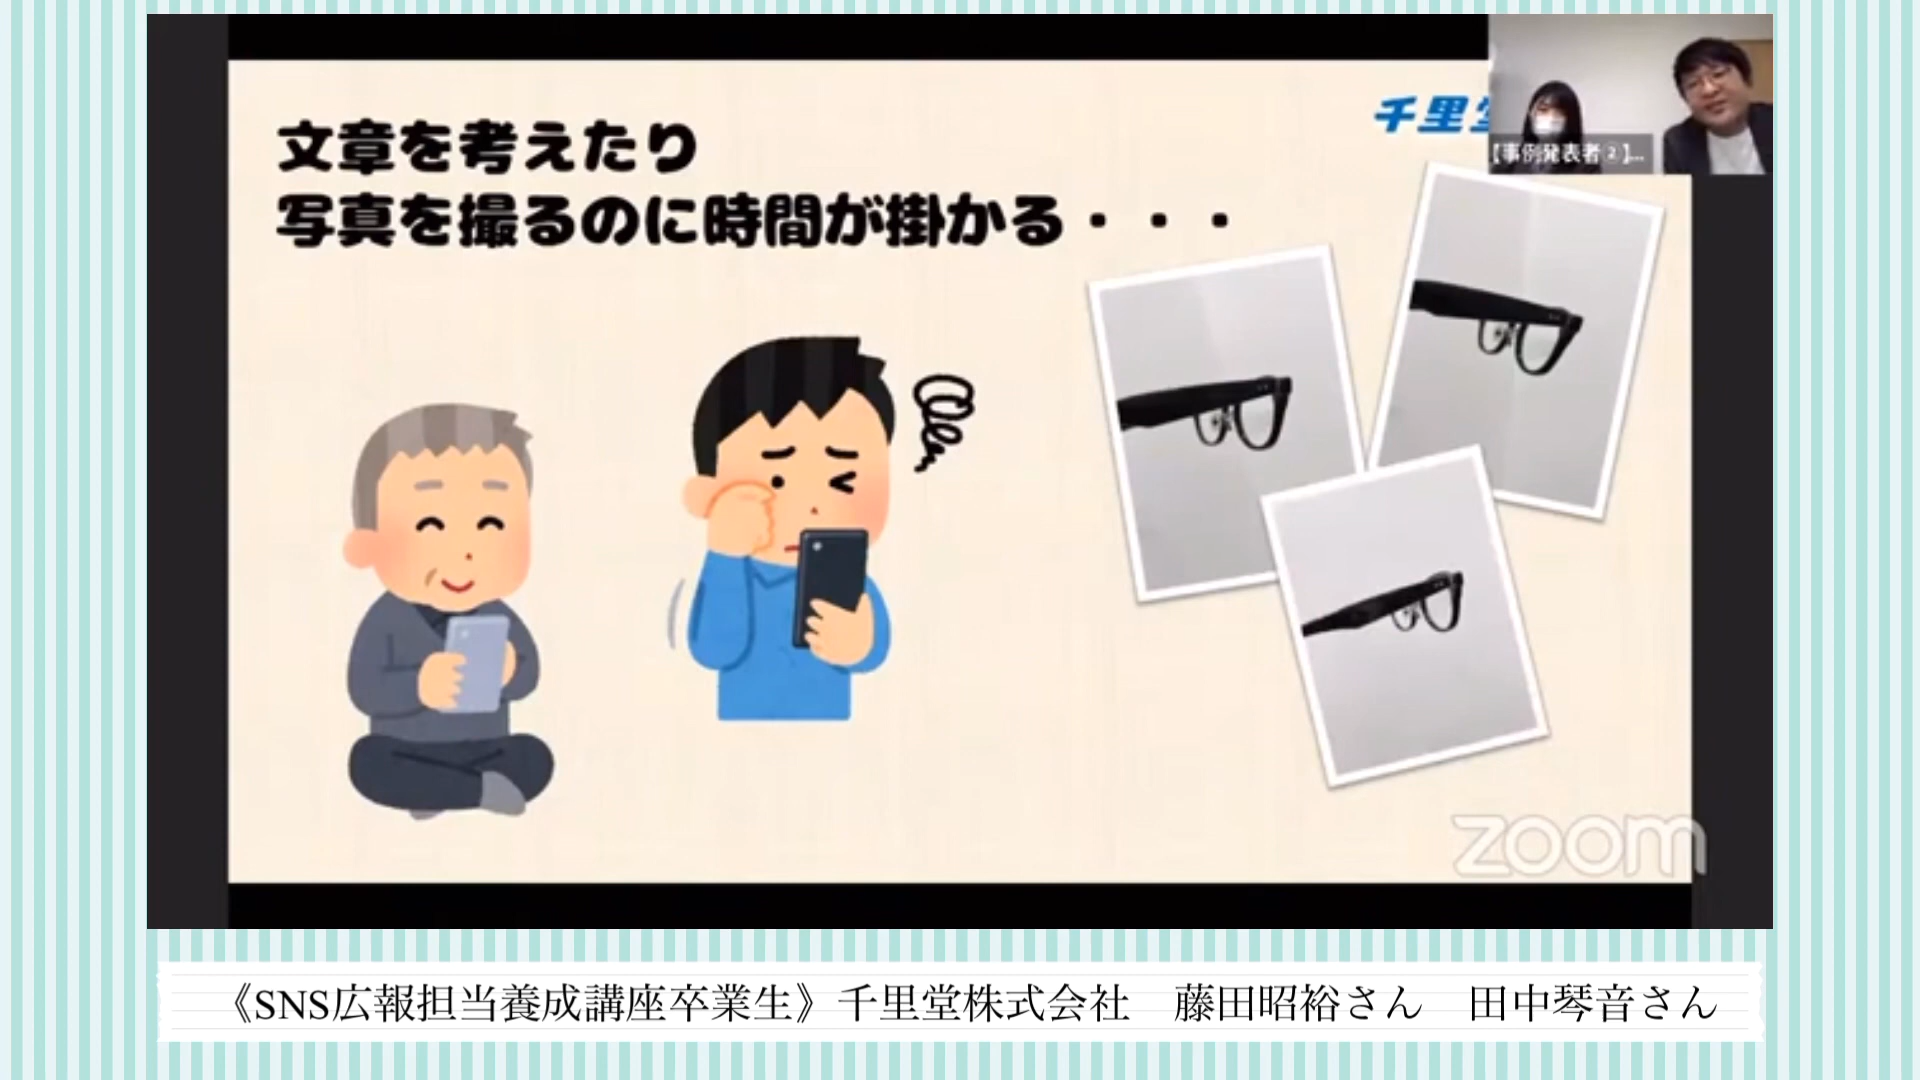 文章を考えたり
写真を撮るのに時間が掛かる・・・
千里
【事例発表者②】...
zoom
《SNS広報担当養成講座卒業生》千里堂株式会社　藤田昭裕さん　田中琴音さん